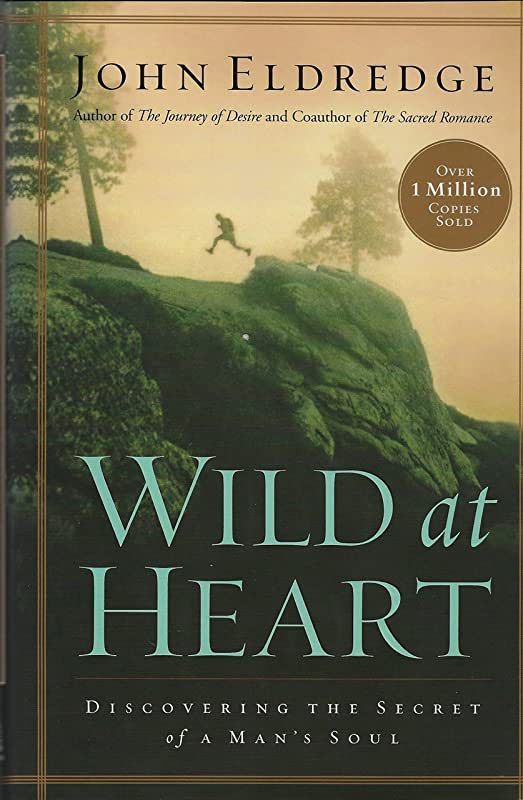 JOHN ELDREDGE
Author of The Journey of Desire and Coauthor of The Sacred Romance
OVER
1 Million
COPIES
SOLD
WILD at
HEART
DISCOVERING THE SECRET
of A MAN'S SOUL